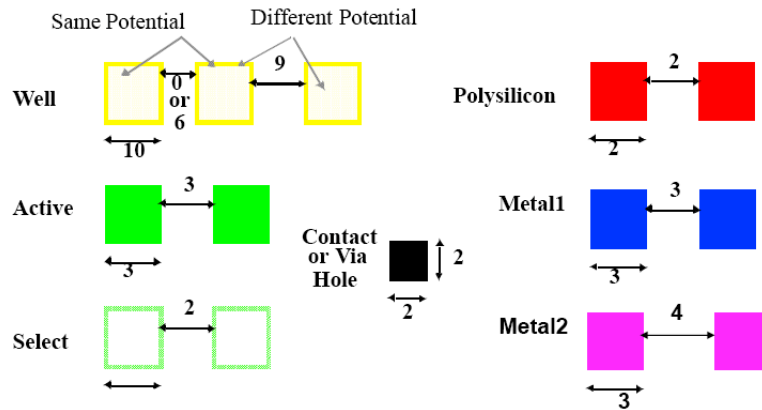 Same Potential
Different Potential
Well
0
or
6
9
10
Polysilicon
2
2
Active
3
3
Metal1
3
3
Contact
or Via
Hole
2
2
Select
2
Metal2
4
3